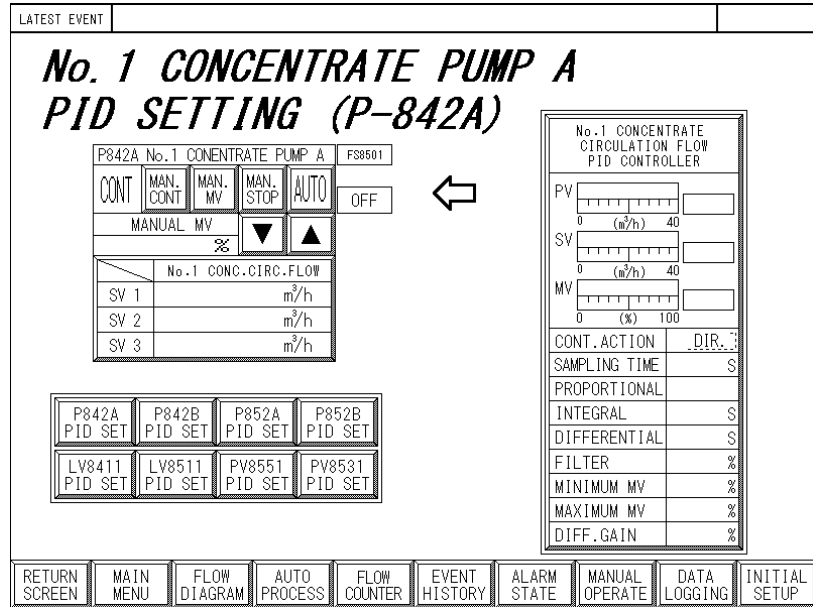 LATEST EVENT
No. 1 CONCENTRATE PUMP A
PID SETTING (P-842A)
P842A No.1 CONENTRATE PUMP A FS8501
CONT MAN. CONT MAN. MV MAN. STOP AUTO OFF
MANUAL MV
% ▼ ▲
No.1 CONC.CIRC.FLOW
SV 1 m³/h
SV 2 m³/h
SV 3 m³/h
P842A PID SET P842B PID SET P852A PID SET P852B PID SET
LV8411 PID SET LV8511 PID SET PV8551 PID SET PV8531 PID SET
No.1 CONCENTRATE
CIRCULATION FLOW
PID CONTROLLER
PV
0 (m³/h) 40
SV
0 (m³/h) 40
MV
0 (%) 100
CONT.ACTION DIR.
SAMPLING TIME S
PROPORTIONAL
INTEGRAL S
DIFFERENTIAL S
FILTER %
MINIMUM MV %
MAXIMUM MV %
DIFF.GAIN %
RETURN SCREEN MAIN MENU FLOW DIAGRAM AUTO PROCESS FLOW COUNTER EVENT HISTORY ALARM STATE MANUAL OPERATE DATA LOGGING INITIAL SETUP